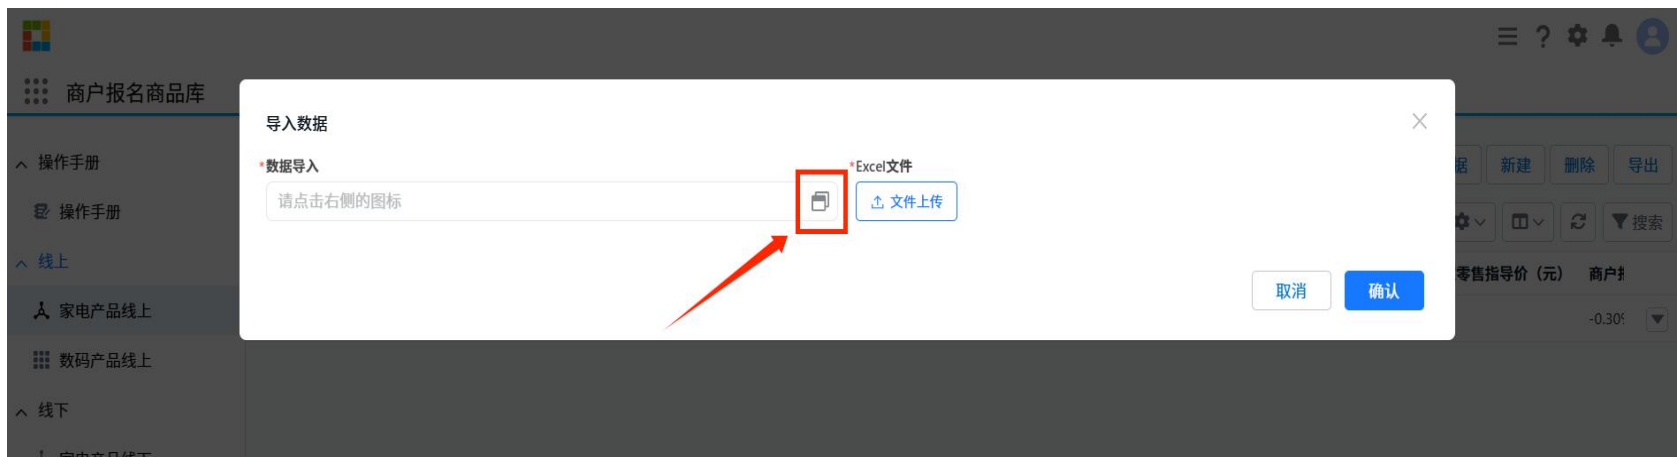 商户报名商品库
导入数据
操作手册
*数据导入
*Excel文件
新建
删除
导出
请点击右侧的图标
文件上传
操作手册
搜索
线上
零售指导价（元）
商户
取消
确认
家电产品线上
-0.30
数码产品线上
线下